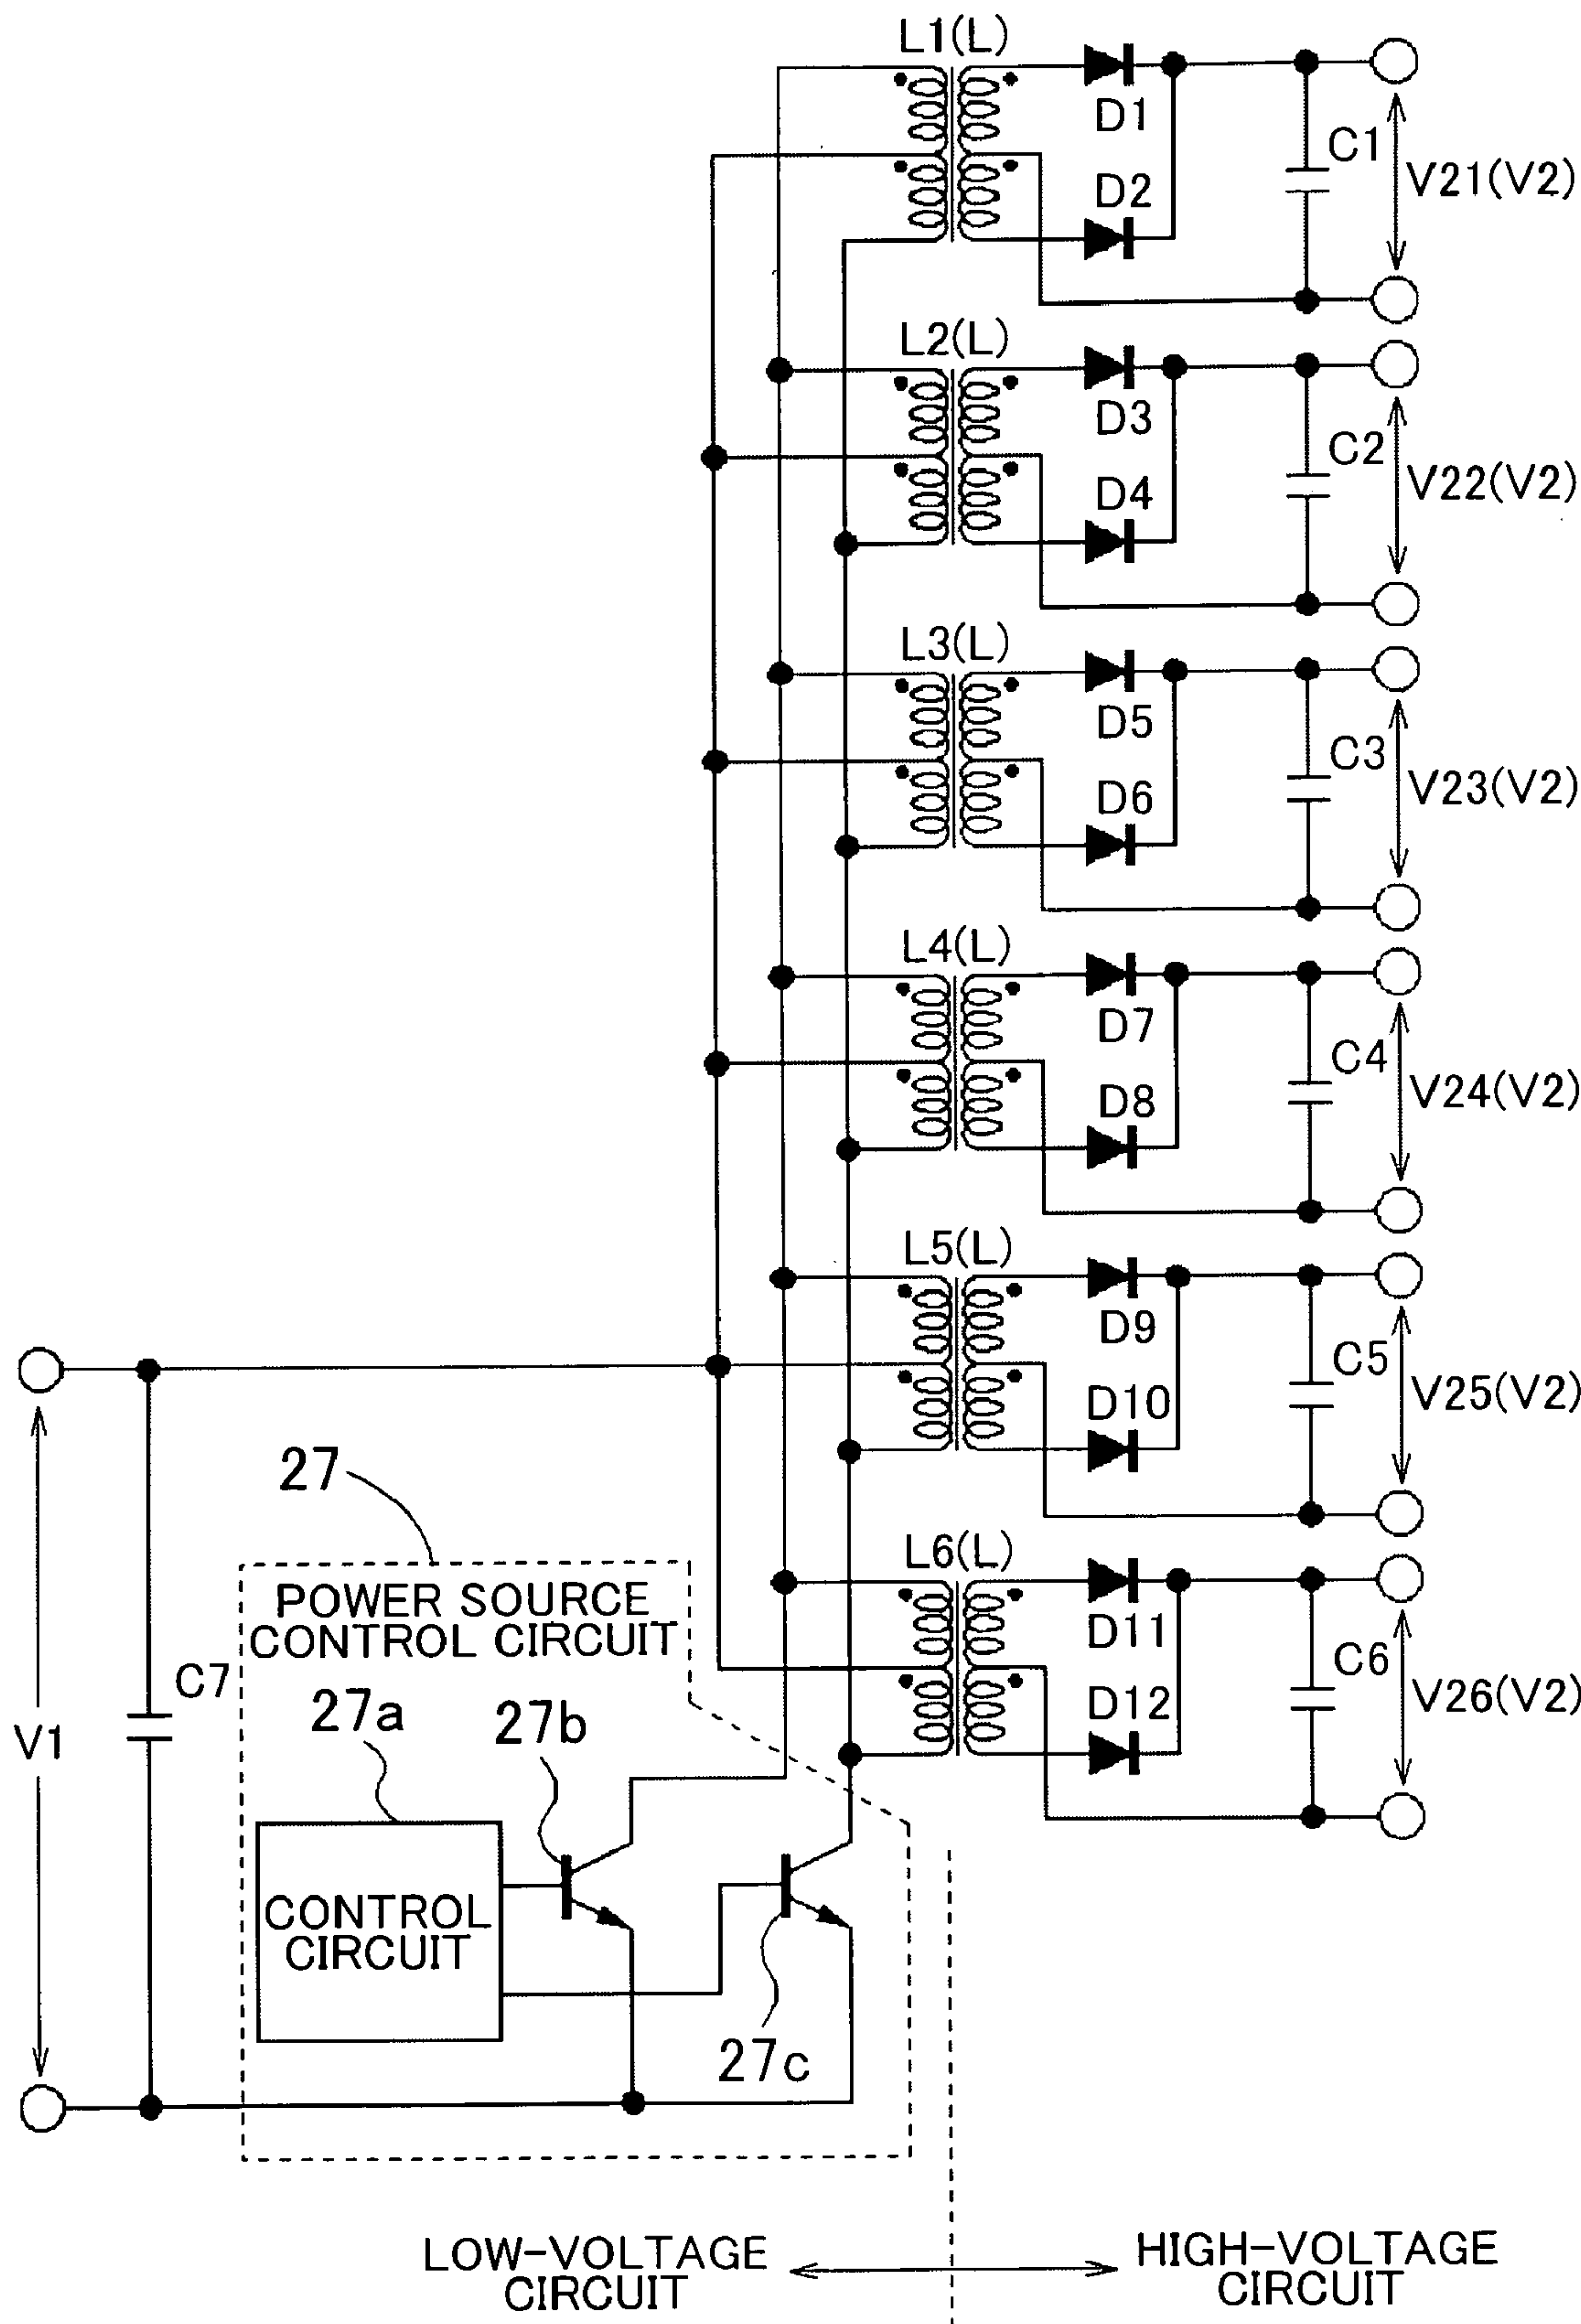 L1(L)
D1
C1
D2
V21(V2)
L2(L)
D3
C2
D4
V22(V2)
L3(L)
D5
C3
D6
V23(V2)
L4(L)
D7
C4
D8
V24(V2)
L5(L)
D9
C5
D10
V25(V2)
27
L6(L)
POWER SOURCE
CONTROL CIRCUIT
D11
C6
C7
D12
V26(V2)
27a
27b
V1
CONTROL
CIRCUIT
27c
LOW-VOLTAGE
CIRCUIT
HIGH-VOLTAGE
CIRCUIT